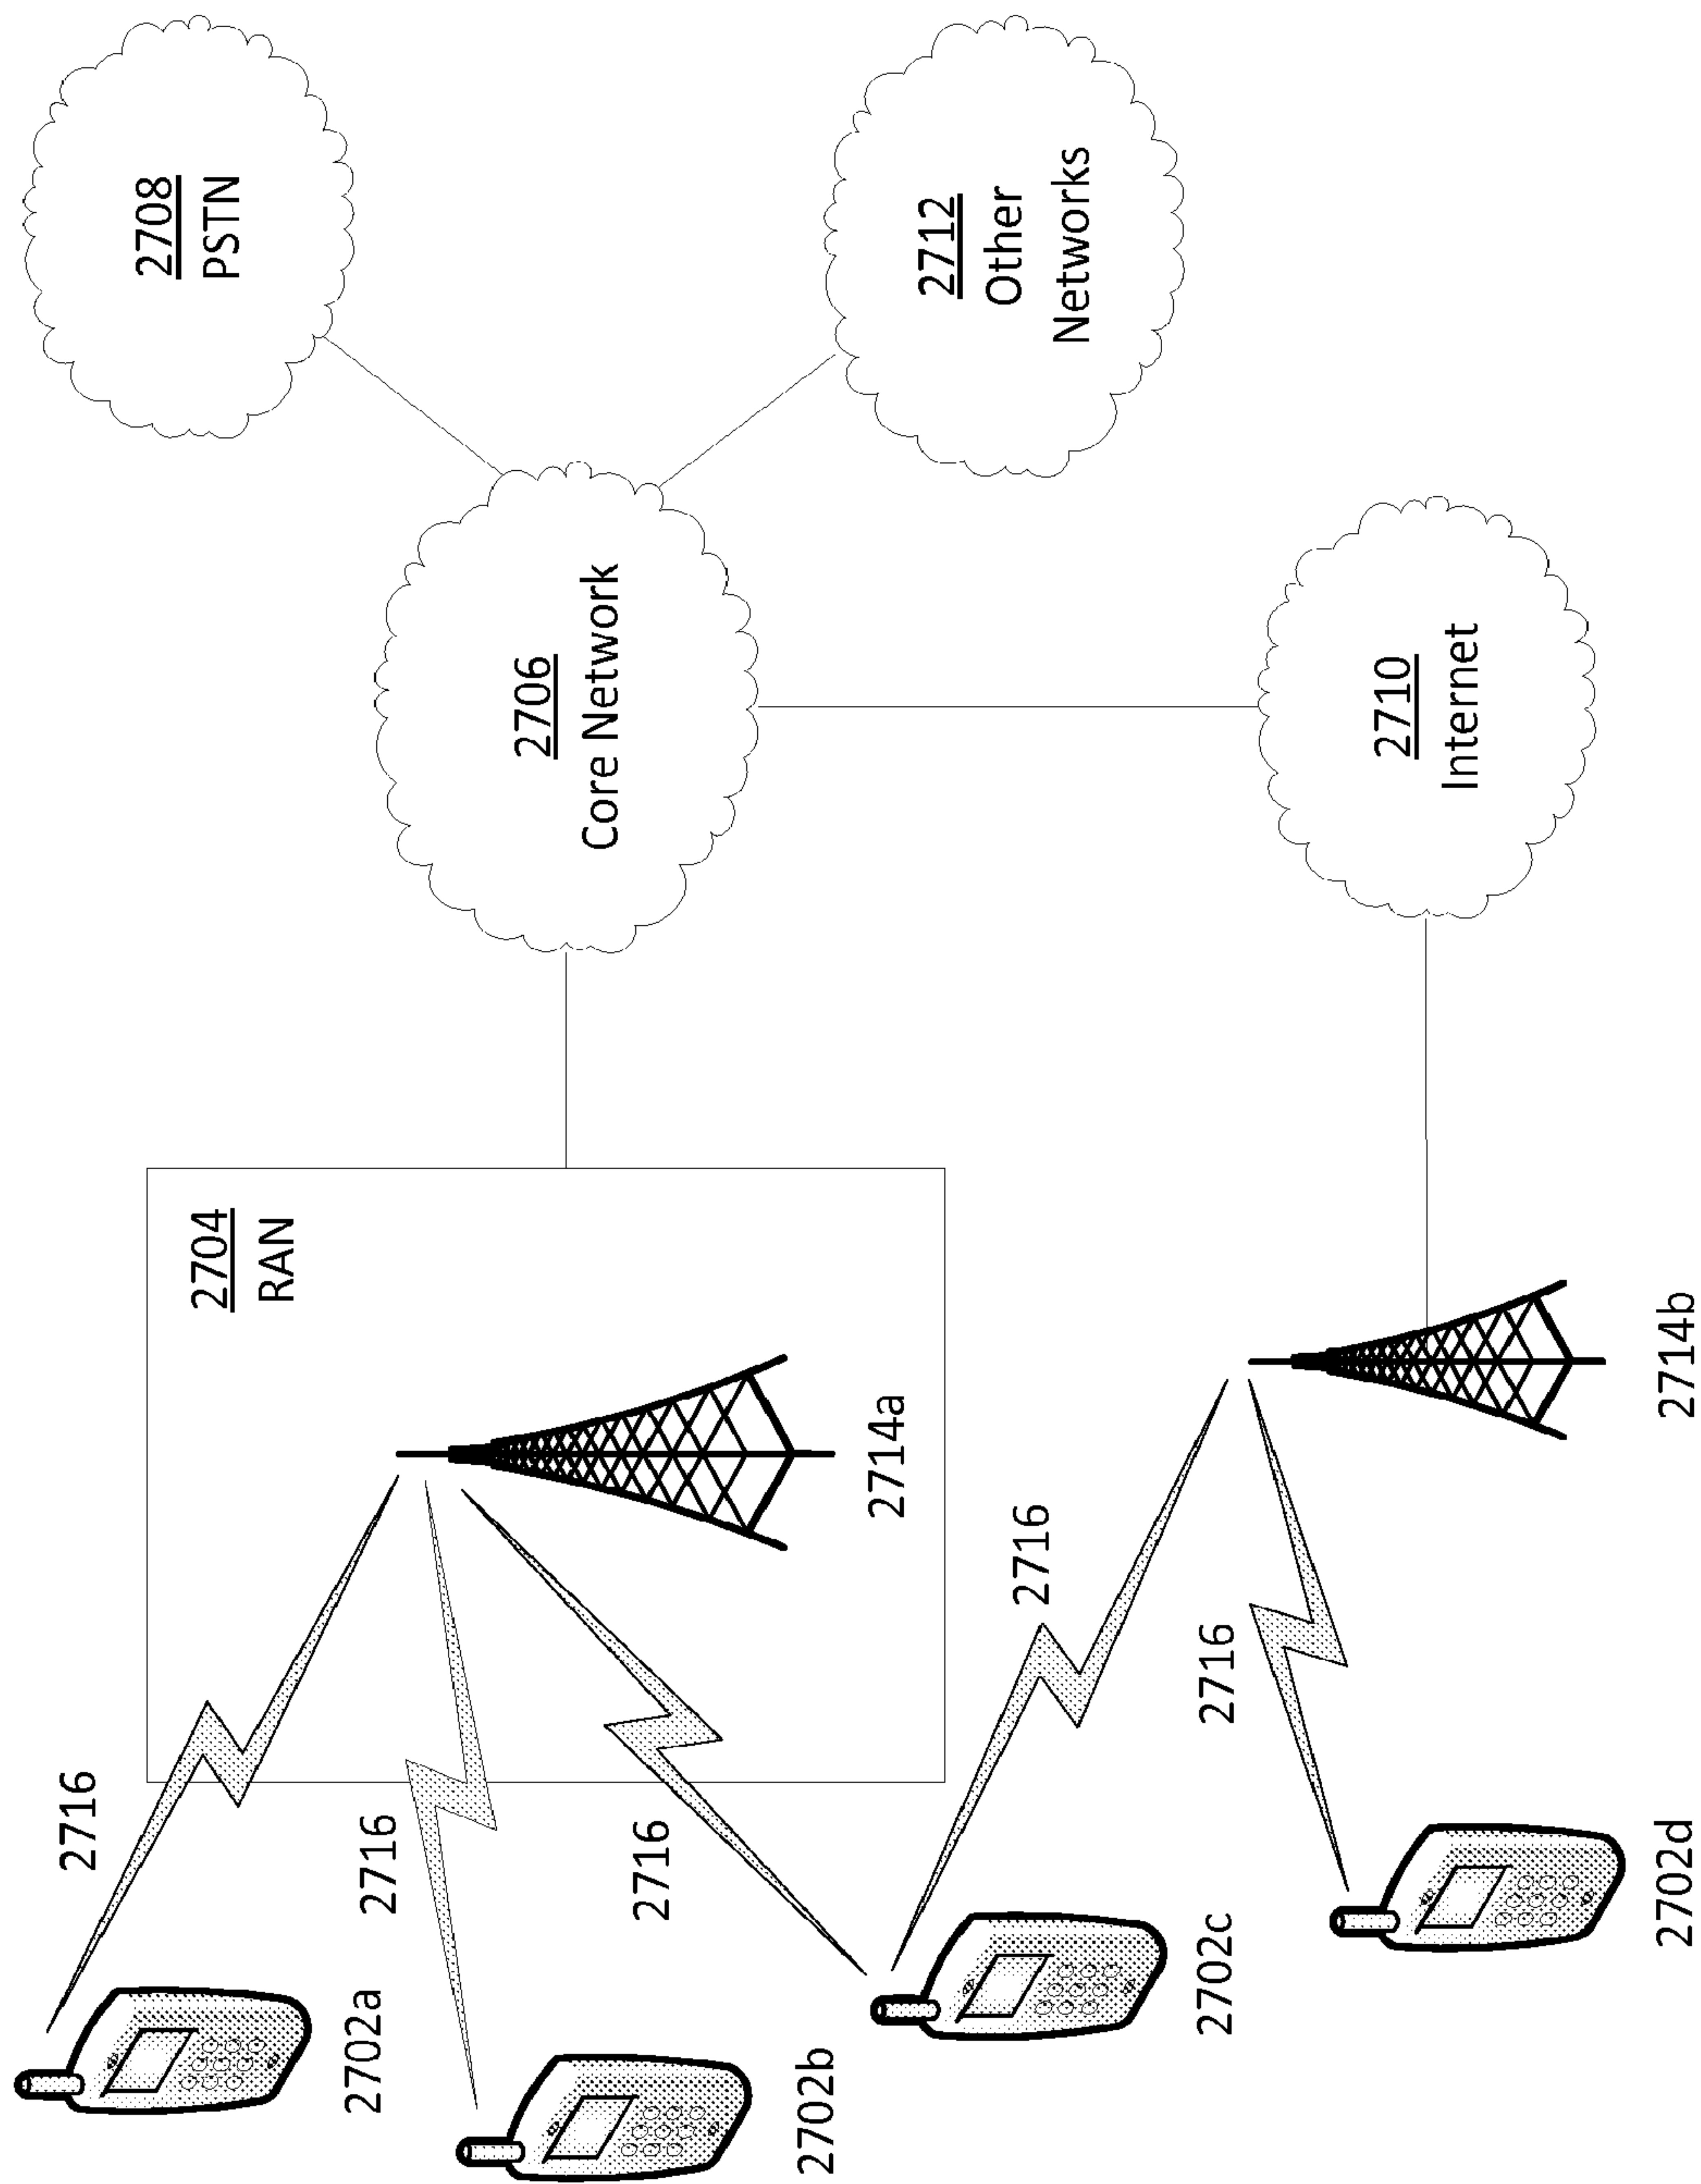 2716
2702a
2704
RAN
2708
PSTN
2716
2702b
2714a
2706
Core Network
2716
2712
Other
Networks
2702c
2716
2716
2710
Internet
2702d
2714b